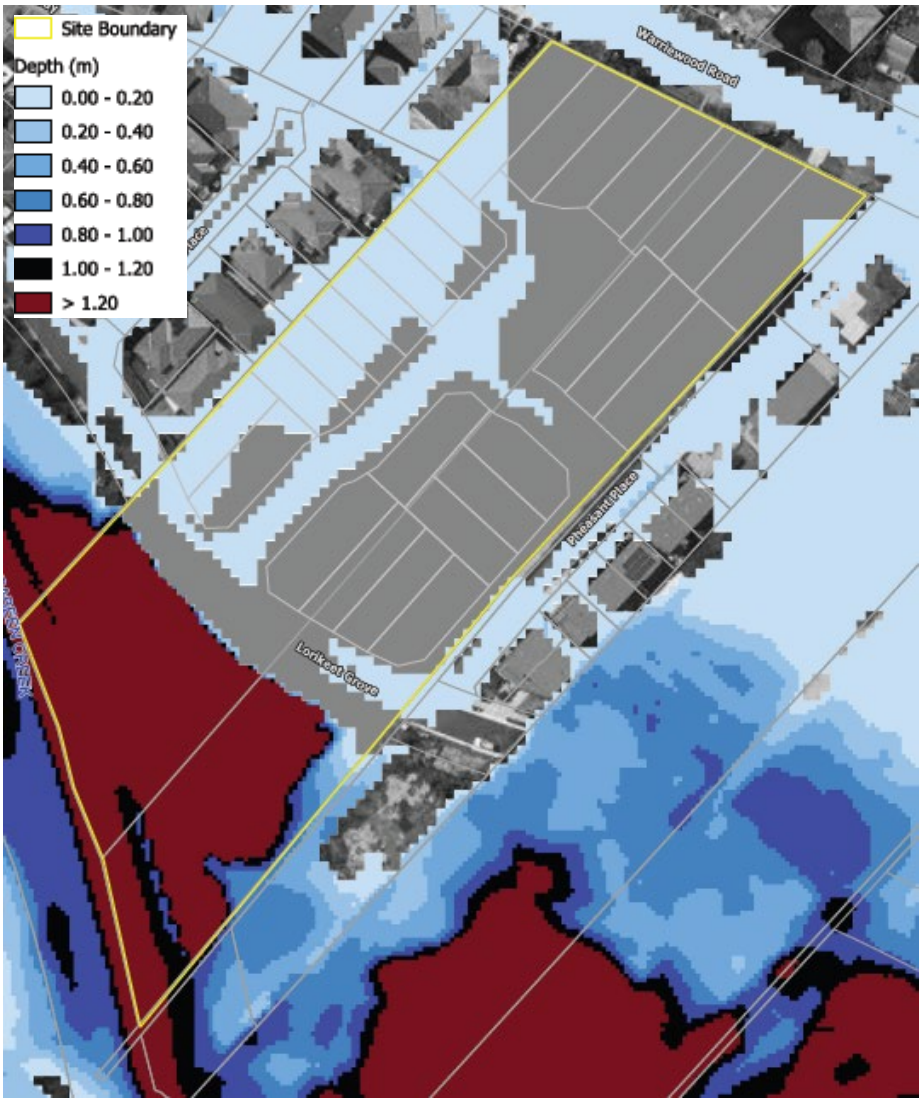 Site Boundary
Depth (m)
0.00 - 0.20
0.20 - 0.40
0.40 - 0.60
0.60 - 0.80
0.80 - 1.00
1.00 - 1.20
> 1.20
Warriewood Road
Pheasant Place
Lorikeet Grove
CREEK